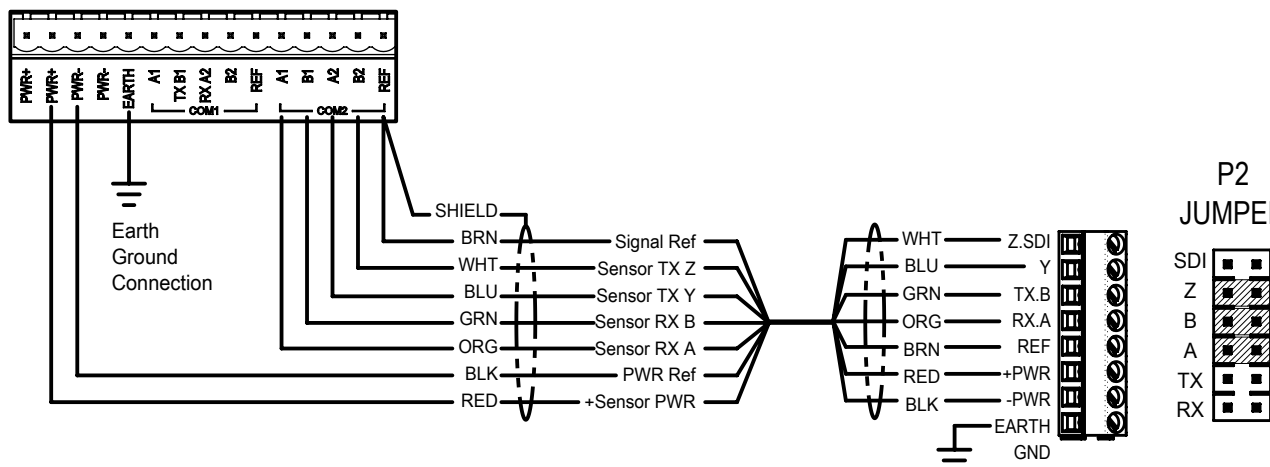 PWR+
PWR+
PWR-
PWR-
EARTH
A1
TX B1
RX A2
B2
REF
A1
B1
A2
B2
REF
COM1
COM2
Earth
Ground
Connection
SHIELD
BRN Signal Ref
WHT Sensor TX Z
BLU Sensor TX Y
GRN Sensor RX B
ORG Sensor RX A
BLK PWR Ref
RED +Sensor PWR
WHT Z.SDI
BLU Y
GRN TX.B
ORG RX.A
BRN REF
RED +PWR
BLK -PWR
EARTH
GND
P2
JUMPE
SDI
Z
B
A
TX
RX